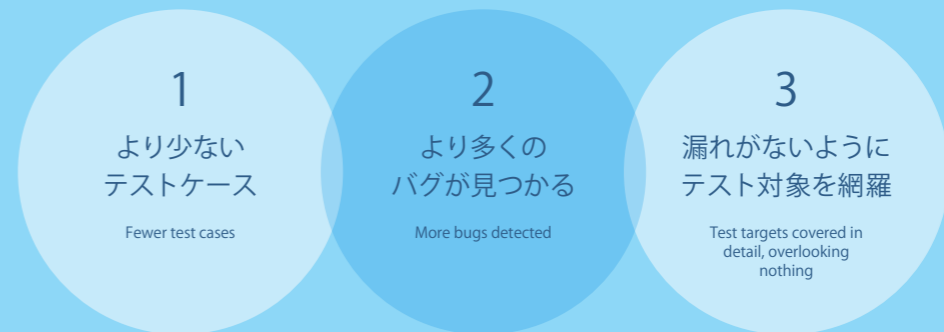 1
より少ない
テストケース
Fewer test cases
2
より多くの
バグが見つかる
More bugs detected
3
漏れがないように
テスト対象を網羅
Test targets covered in
detail, overlooking
nothing